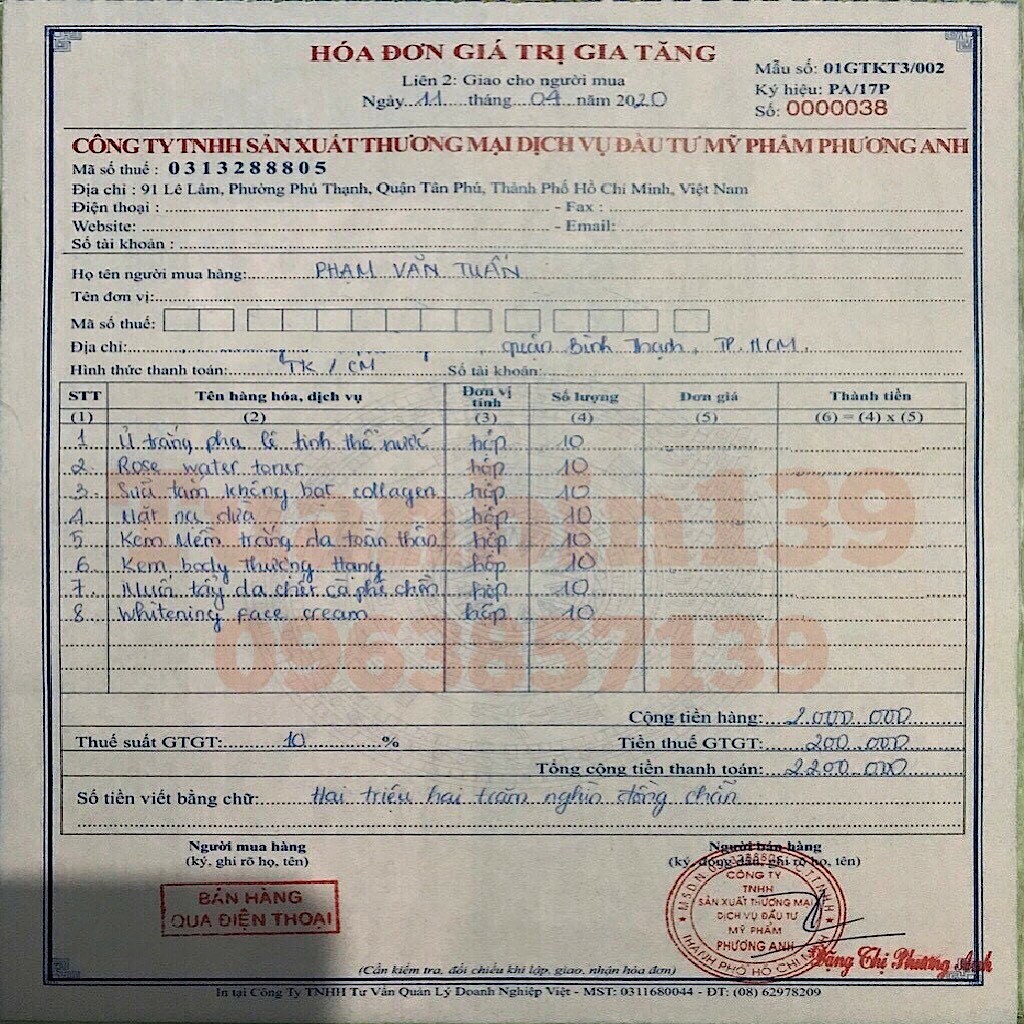 HÓA ĐƠN GIÁ TRỊ GIA TĂNG
Liên 2: Giao cho người mua
Ngày 11 tháng 04 năm 2020
Mẫu số: 01GTKT3/002
Ký hiệu: PA/17P
Số: 0000038
CÔNG TY TNHH SẢN XUẤT THƯƠNG MẠI DỊCH VỤ ĐẦU TƯ MỸ PHẨM PHƯƠNG ANH
Mã số thuế : 0313288805
Địa chỉ : 91 Lê Lâm, Phường Phú Thạnh, Quận Tân Phú, Thành Phố Hồ Chí Minh, Việt Nam
Điện thoại : - Fax :
Website: - Email:
Số tài khoản :
Họ tên người mua hàng: PHẠM VĂN TUẤN
Tên đơn vị:
Mã số thuế:
Địa chỉ: quận Bình Thạnh, TP. HCM.
Hình thức thanh toán: TK / CM Số tài khoản:
STT Tên hàng hóa, dịch vụ Đơn vị tính Số lượng Đơn giá Thành tiền
(1) (2) (3) (4) (5) (6) = (4) x (5)
1 Ủ trắng pha lê tinh thể nước hộp 10
2 Rose water toner hộp 10
3 Sữa tắm không bọt collagen hộp 10
4 Mặt nạ dừa hộp 10
5 Kem Mềm trắng da toàn thân hộp 10
6 Kem body thượng hạng hộp 10
7 Muối tẩy da chết cà phê chồn hộp 10
8 Whitening Face cream hộp 10
139
0963857139
Cộng tiền hàng: 2.000.000
Thuế suất GTGT: 10 % Tiền thuế GTGT: 200.000
Tổng cộng tiền thanh toán: 2.200.000
Số tiền viết bằng chữ: Hai triệu hai trăm nghìn đồng chẵn
Người mua hàng Người bán hàng
(ký, ghi rõ họ, tên) (ký, đóng dấu, ghi rõ họ, tên)
BÁN HÀNG
QUA ĐIỆN THOẠI
CÔNG TY
TNHH
SẢN XUẤT THƯƠNG MẠI
DỊCH VỤ ĐẦU TƯ
MỸ PHẨM
PHƯƠNG ANH
THÀNH PHỐ HỒ CHÍ MINH
Đặng Thị Phương Anh
(Cần kiểm tra, đối chiếu khi lập, giao, nhận hóa đơn)
In tại Công Ty TNHH Tư Vấn Quản Lý Doanh Nghiệp Việt - MST: 0311680044 - ĐT: (08) 62978209